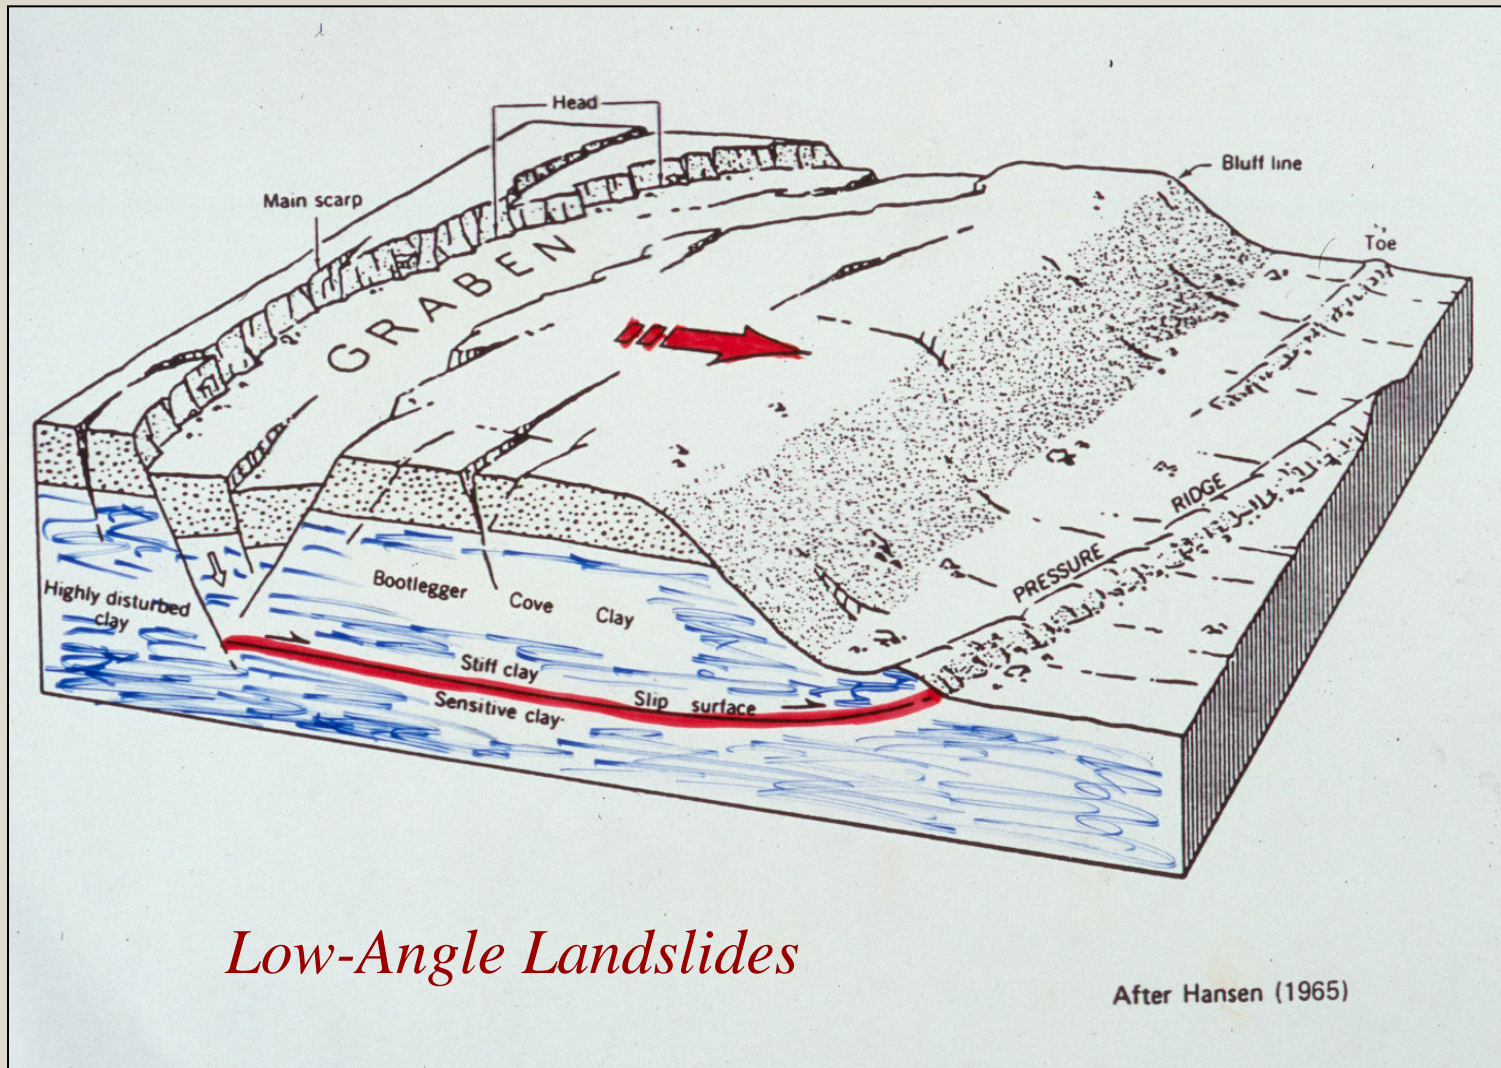 Head
Main scarp
Bluff line
Toe
GRABEN
RIDGE
PRESSURE
Bootlegger Cove Clay
Highly disturbed
clay
Stiff clay
Slip surface
Sensitive clay
Low-Angle Landslides
After Hansen (1965)